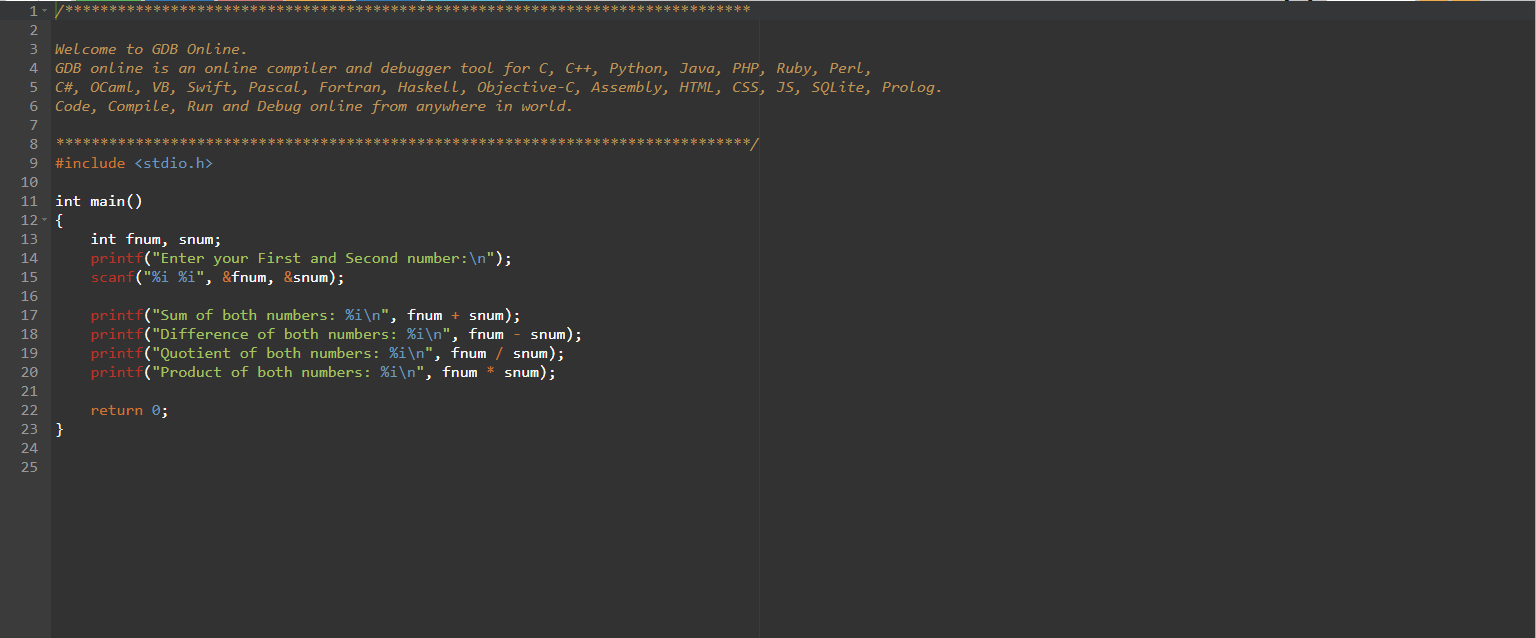 1 /******************************************************************************
2
3 Welcome to GDB Online.
4 GDB online is an online compiler and debugger tool for C, C++, Python, Java, PHP, Ruby, Perl,
5 C#, OCaml, VB, Swift, Pascal, Fortran, Haskell, Objective-C, Assembly, HTML, CSS, JS, SQLite, Prolog.
6 Code, Compile, Run and Debug online from anywhere in world.
7
8 *******************************************************************************/
9 #include <stdio.h>
10
11 int main()
12 {
13     int fnum, snum;
14     printf("Enter your First and Second number:\n");
15     scanf("%i %i", &fnum, &snum);
16
17     printf("Sum of both numbers: %i\n", fnum + snum);
18     printf("Difference of both numbers: %i\n", fnum - snum);
19     printf("Quotient of both numbers: %i\n", fnum / snum);
20     printf("Product of both numbers: %i\n", fnum * snum);
21
22     return 0;
23 }
24
25